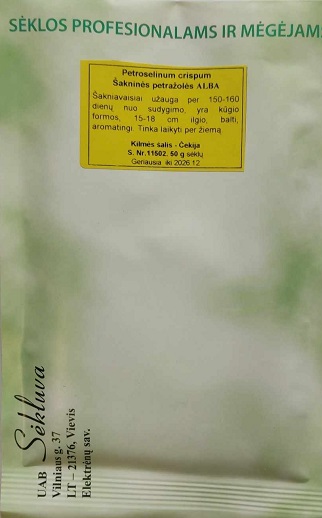 SĖKLOS PROFESIONALAMS IR MĖGĖJAM
Petroselinum crispum
Šakninės petražolės ALBA
Šakniavaisiai užauga per 150-160
dienų nuo sudygimo, yra kūgio
formos, 15-18 cm ilgio, balti,
aromatingi. Tinka laikyti per žiemą.
Kilmės šalis - Čekija
S. Nr.11502. 50 g sėklų
Geriausia iki 2026 12
UAB Sėkluva
Vilniaus g. 37
LT – 21376, Vievis
Elektrėnų sav.